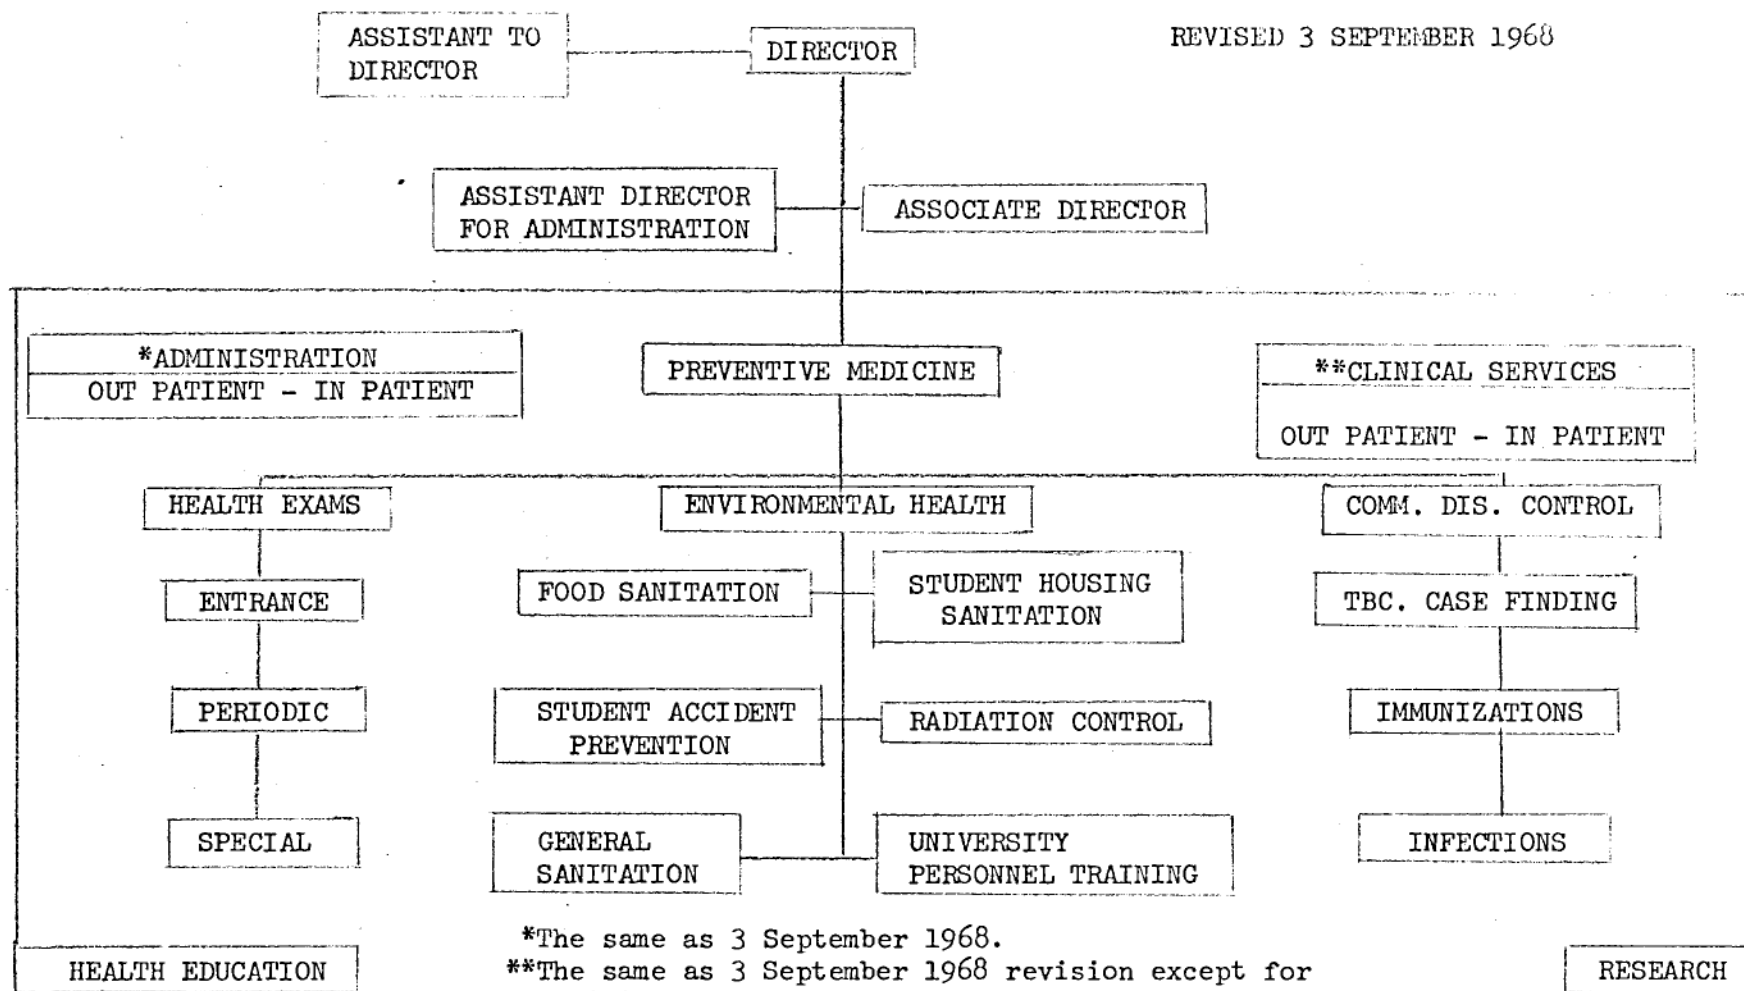 ASSISTANT TO
DIRECTOR
DIRECTOR
REVISED 3 SEPTEMBER 1968
ASSISTANT DIRECTOR
FOR ADMINISTRATION
ASSOCIATE DIRECTOR
*ADMINISTRATION
OUT PATIENT - IN PATIENT
PREVENTIVE MEDICINE
**CLINICAL SERVICES
OUT PATIENT - IN PATIENT
HEALTH EXAMS
ENVIRONMENTAL HEALTH
COMM. DIS. CONTROL
ENTRANCE
FOOD SANITATION
STUDENT HOUSING
SANITATION
TBC. CASE FINDING
PERIODIC
STUDENT ACCIDENT
PREVENTION
RADIATION CONTROL
IMMUNIZATIONS
SPECIAL
GENERAL
SANITATION
UNIVERSITY
PERSONNEL TRAINING
INFECTIONS
*The same as 3 September 1968.
**The same as 3 September 1968 revision except for
HEALTH EDUCATION
RESEARCH